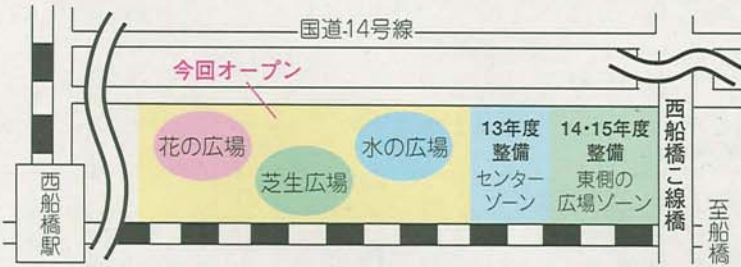 国道14号線
今回オープン
花の広場
芝生広場
水の広場
13年度
整備
センター
ゾーン
14・15年度
整備
東側の
広場ゾーン
西船橋こ線橋
西船橋駅
至船橋